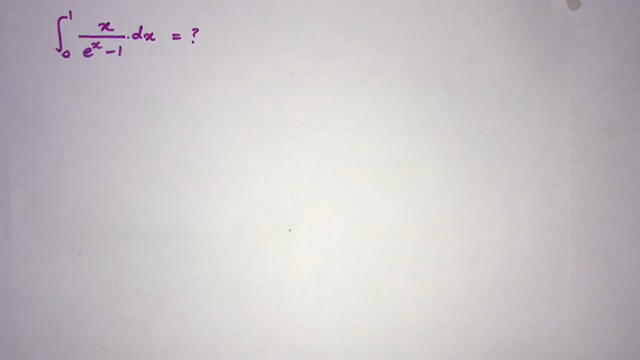 ∫₀¹ x/(eˣ-1) · dx = ?